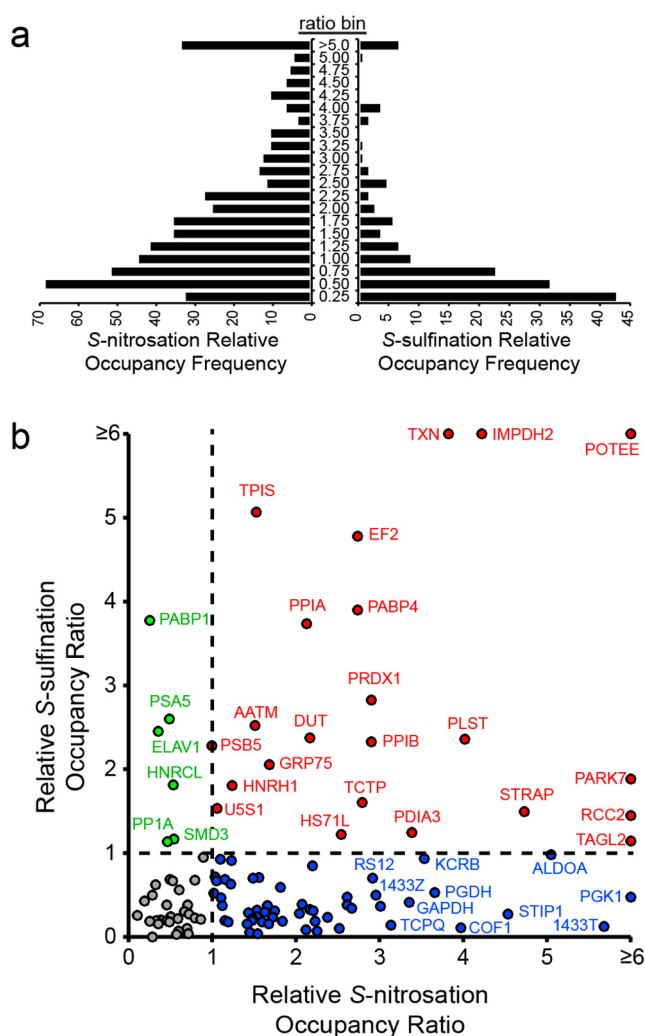 a
ratio bin
>5.0
5.00
4.75
4.50
4.25
4.00
3.75
3.50
3.25
3.00
2.75
2.50
2.25
2.00
1.75
1.50
1.25
1.00
0.75
0.50
0.25
70 60 50 40 30 20 10 0
0 5 10 15 20 25 30 35 40 45
S-nitrosation Relative
Occupancy Frequency
S-sulfination Relative
Occupancy Frequency
b
≥6
TXN
IMPDH2
POTEE
TPIS
5
EF2
4
PABP1
PPIA
PABP4
3
PRDX1
PSA5
AATM
DUT
PLST
ELAV1
PSB5
PPIB
2
GRP75
HNRCL
HNRH1
TCTP
PARK7
U5S1
STRAP
RCC2
PP1A
SMD3
HS71L
PDIA3
TAGL2
1
RS12
KCRB
ALDOA
1433Z
PGDH
GAPDH
PGK1
STIP1
TCPQ
COF1
1433T
0
0 1 2 3 4 5 ≥6
Relative S-sulfination
Occupancy Ratio
Relative S-nitrosation
Occupancy Ratio